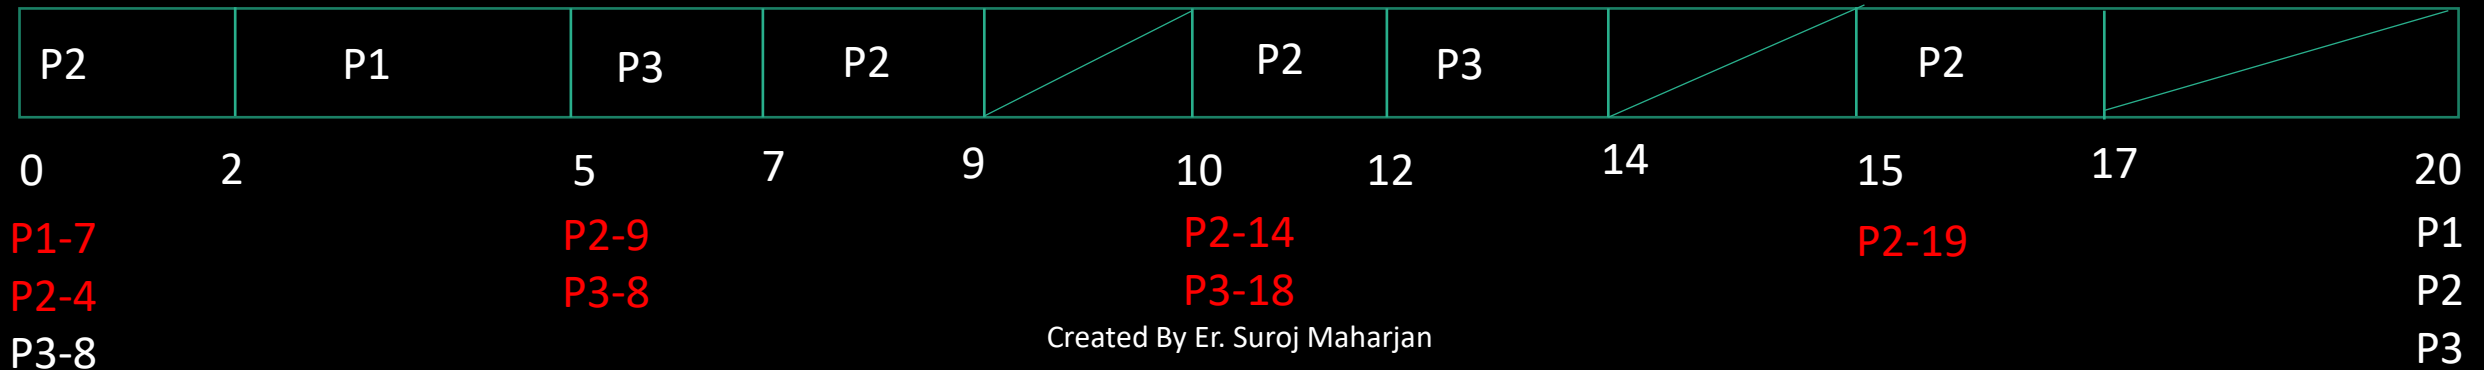 P2 P1 P3 P2 P2 P3 P2
0 2 5 7 9 10 12 14 15 17 20
P1-7 P2-9 P2-14 P2-19 P1
P2-4 P3-8 P3-18 P2
Created By Er. Suroj Maharjan
P3-8 P3